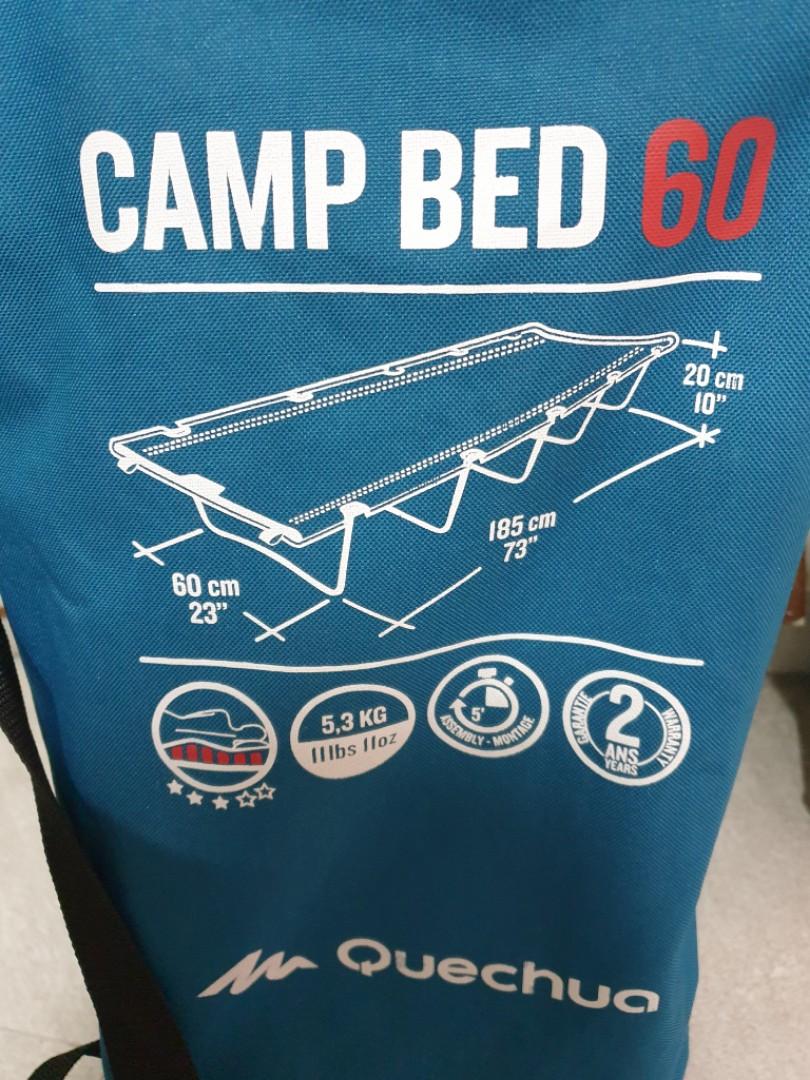 CAMP BED 60
20 cm
10”
185 cm
73”
60 cm
23”
5,3 KG
11lbs 11oz
5'
ASSEMBLY - MONTAGE
GARANTIE
2
ANS
YEARS
WARRANTY
Quechua